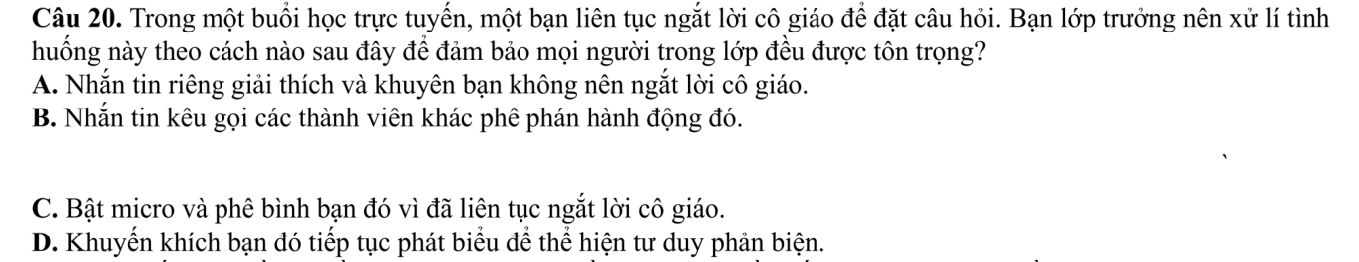 Câu 20. Trong một buổi học trực tuyến, một bạn liên tục ngắt lời cô giáo để đặt câu hỏi. Bạn lớp trưởng nên xử lí tình
huống này theo cách nào sau đây để đảm bảo mọi người trong lớp đều được tôn trọng?
A. Nhắn tin riêng giải thích và khuyên bạn không nên ngắt lời cô giáo.
B. Nhắn tin kêu gọi các thành viên khác phê phán hành động đó.
C. Bật micro và phê bình bạn đó vì đã liên tục ngắt lời cô giáo.
D. Khuyến khích bạn đó tiếp tục phát biểu để thể hiện tư duy phản biện.